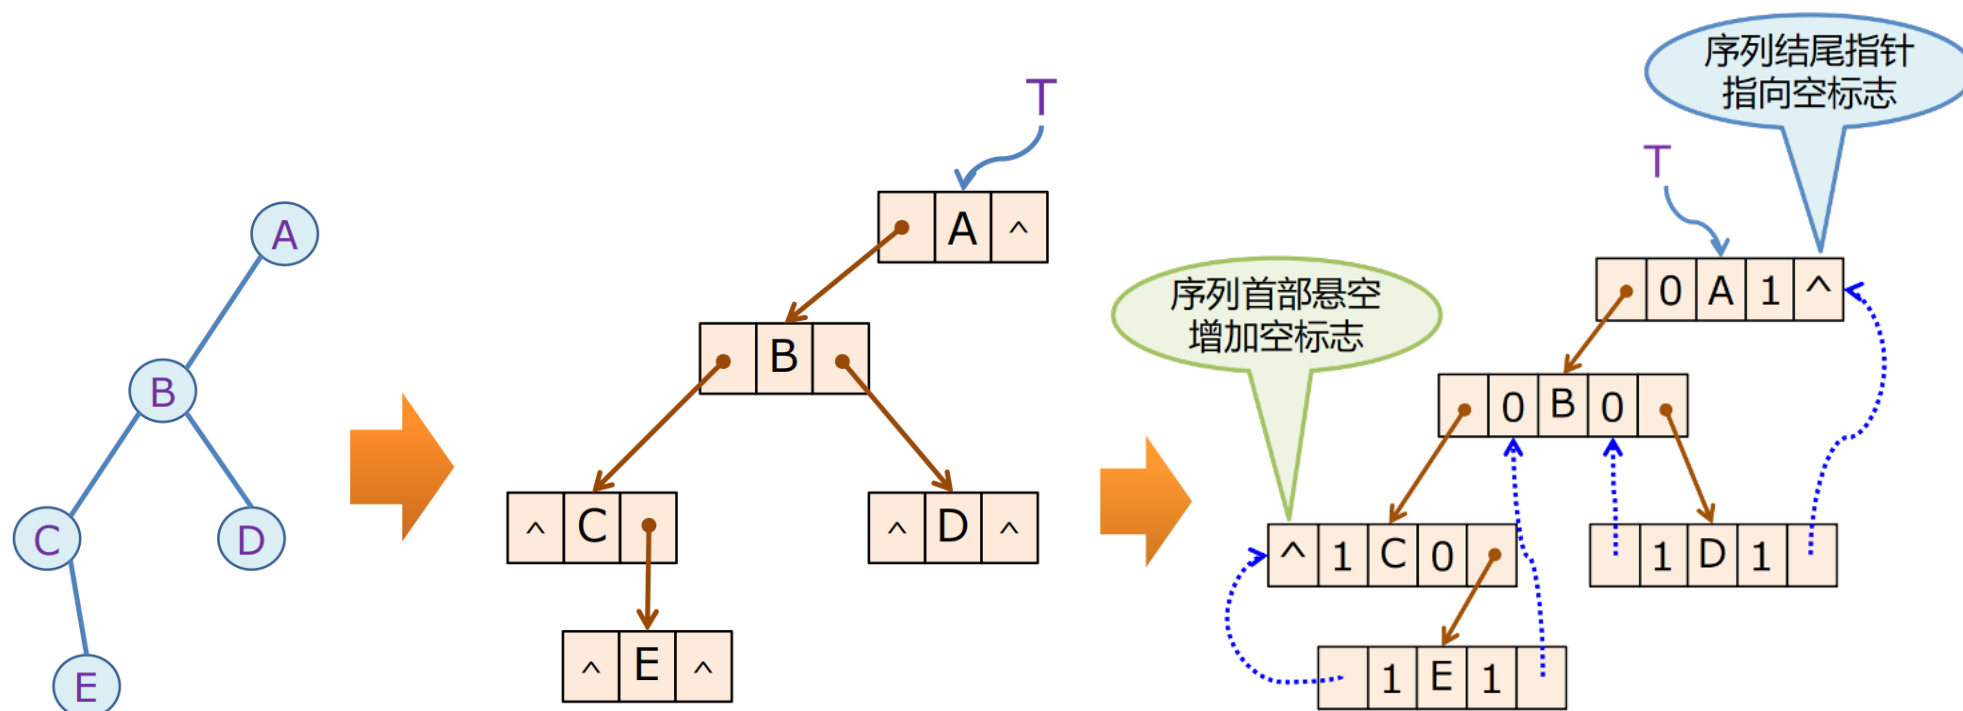 A
B
C
D
E
T
A ^
B
^ C
^ D ^
^ E ^
序列结尾指针
指向空标志
T
0 A 1 ^
序列首部悬空
增加空标志
0 B 0
^ 1 C 0
1 D 1
1 E 1